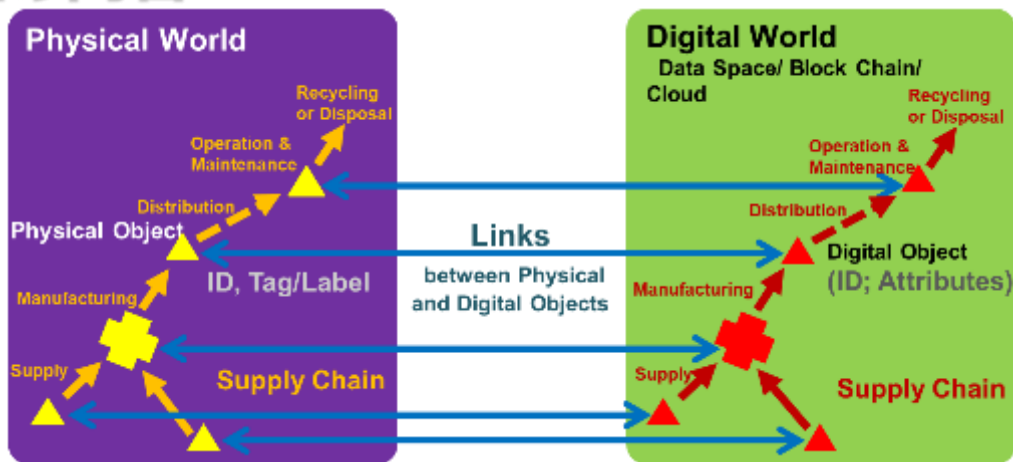 Physical World
Recycling
or Disposal
Operation &
Maintenance
Distribution
Physical Object
ID, Tag/Label
Manufacturing
Supply
Supply Chain
Links
between Physical
and Digital Objects
Digital World
Data Space/ Block Chain/
Cloud
Recycling
or Disposal
Operation &
Maintenance
Distribution
Digital Object
(ID; Attributes)
Manufacturing
Supply
Supply Chain